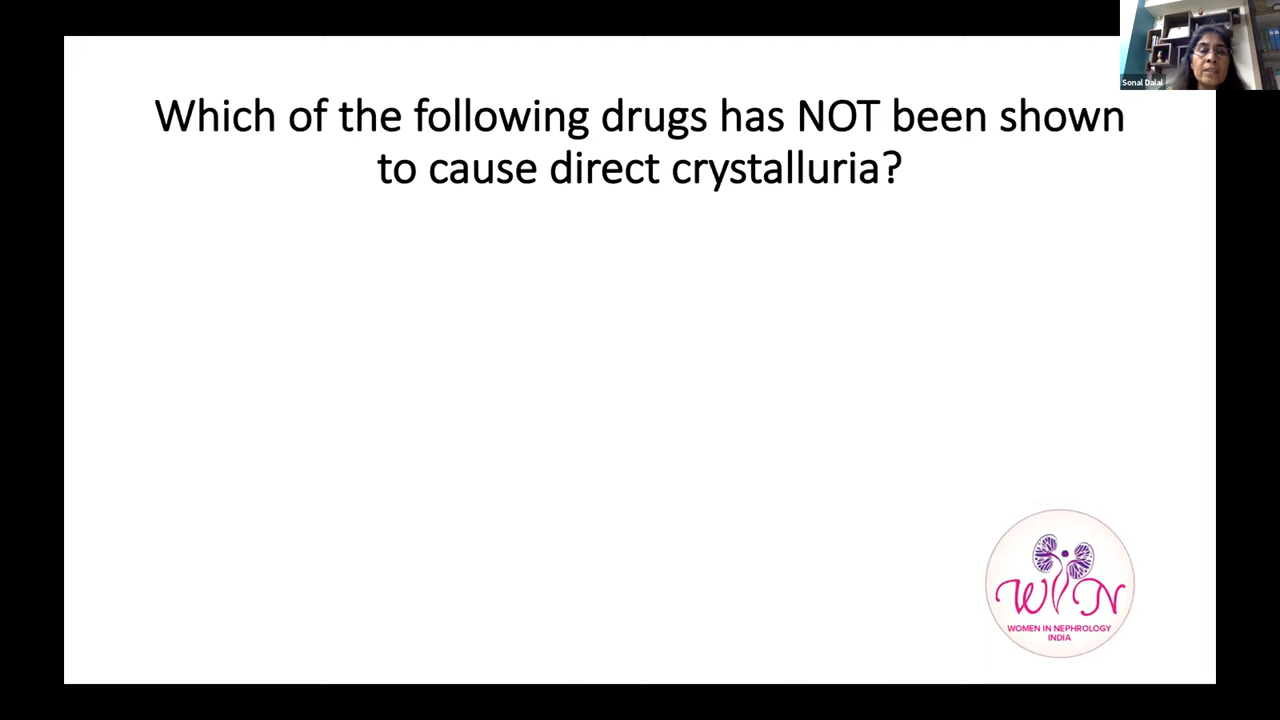 Sonal Dalal
Which of the following drugs has NOT been shown
to cause direct crystalluria?
WIN
WOMEN IN NEPHROLOGY
INDIA